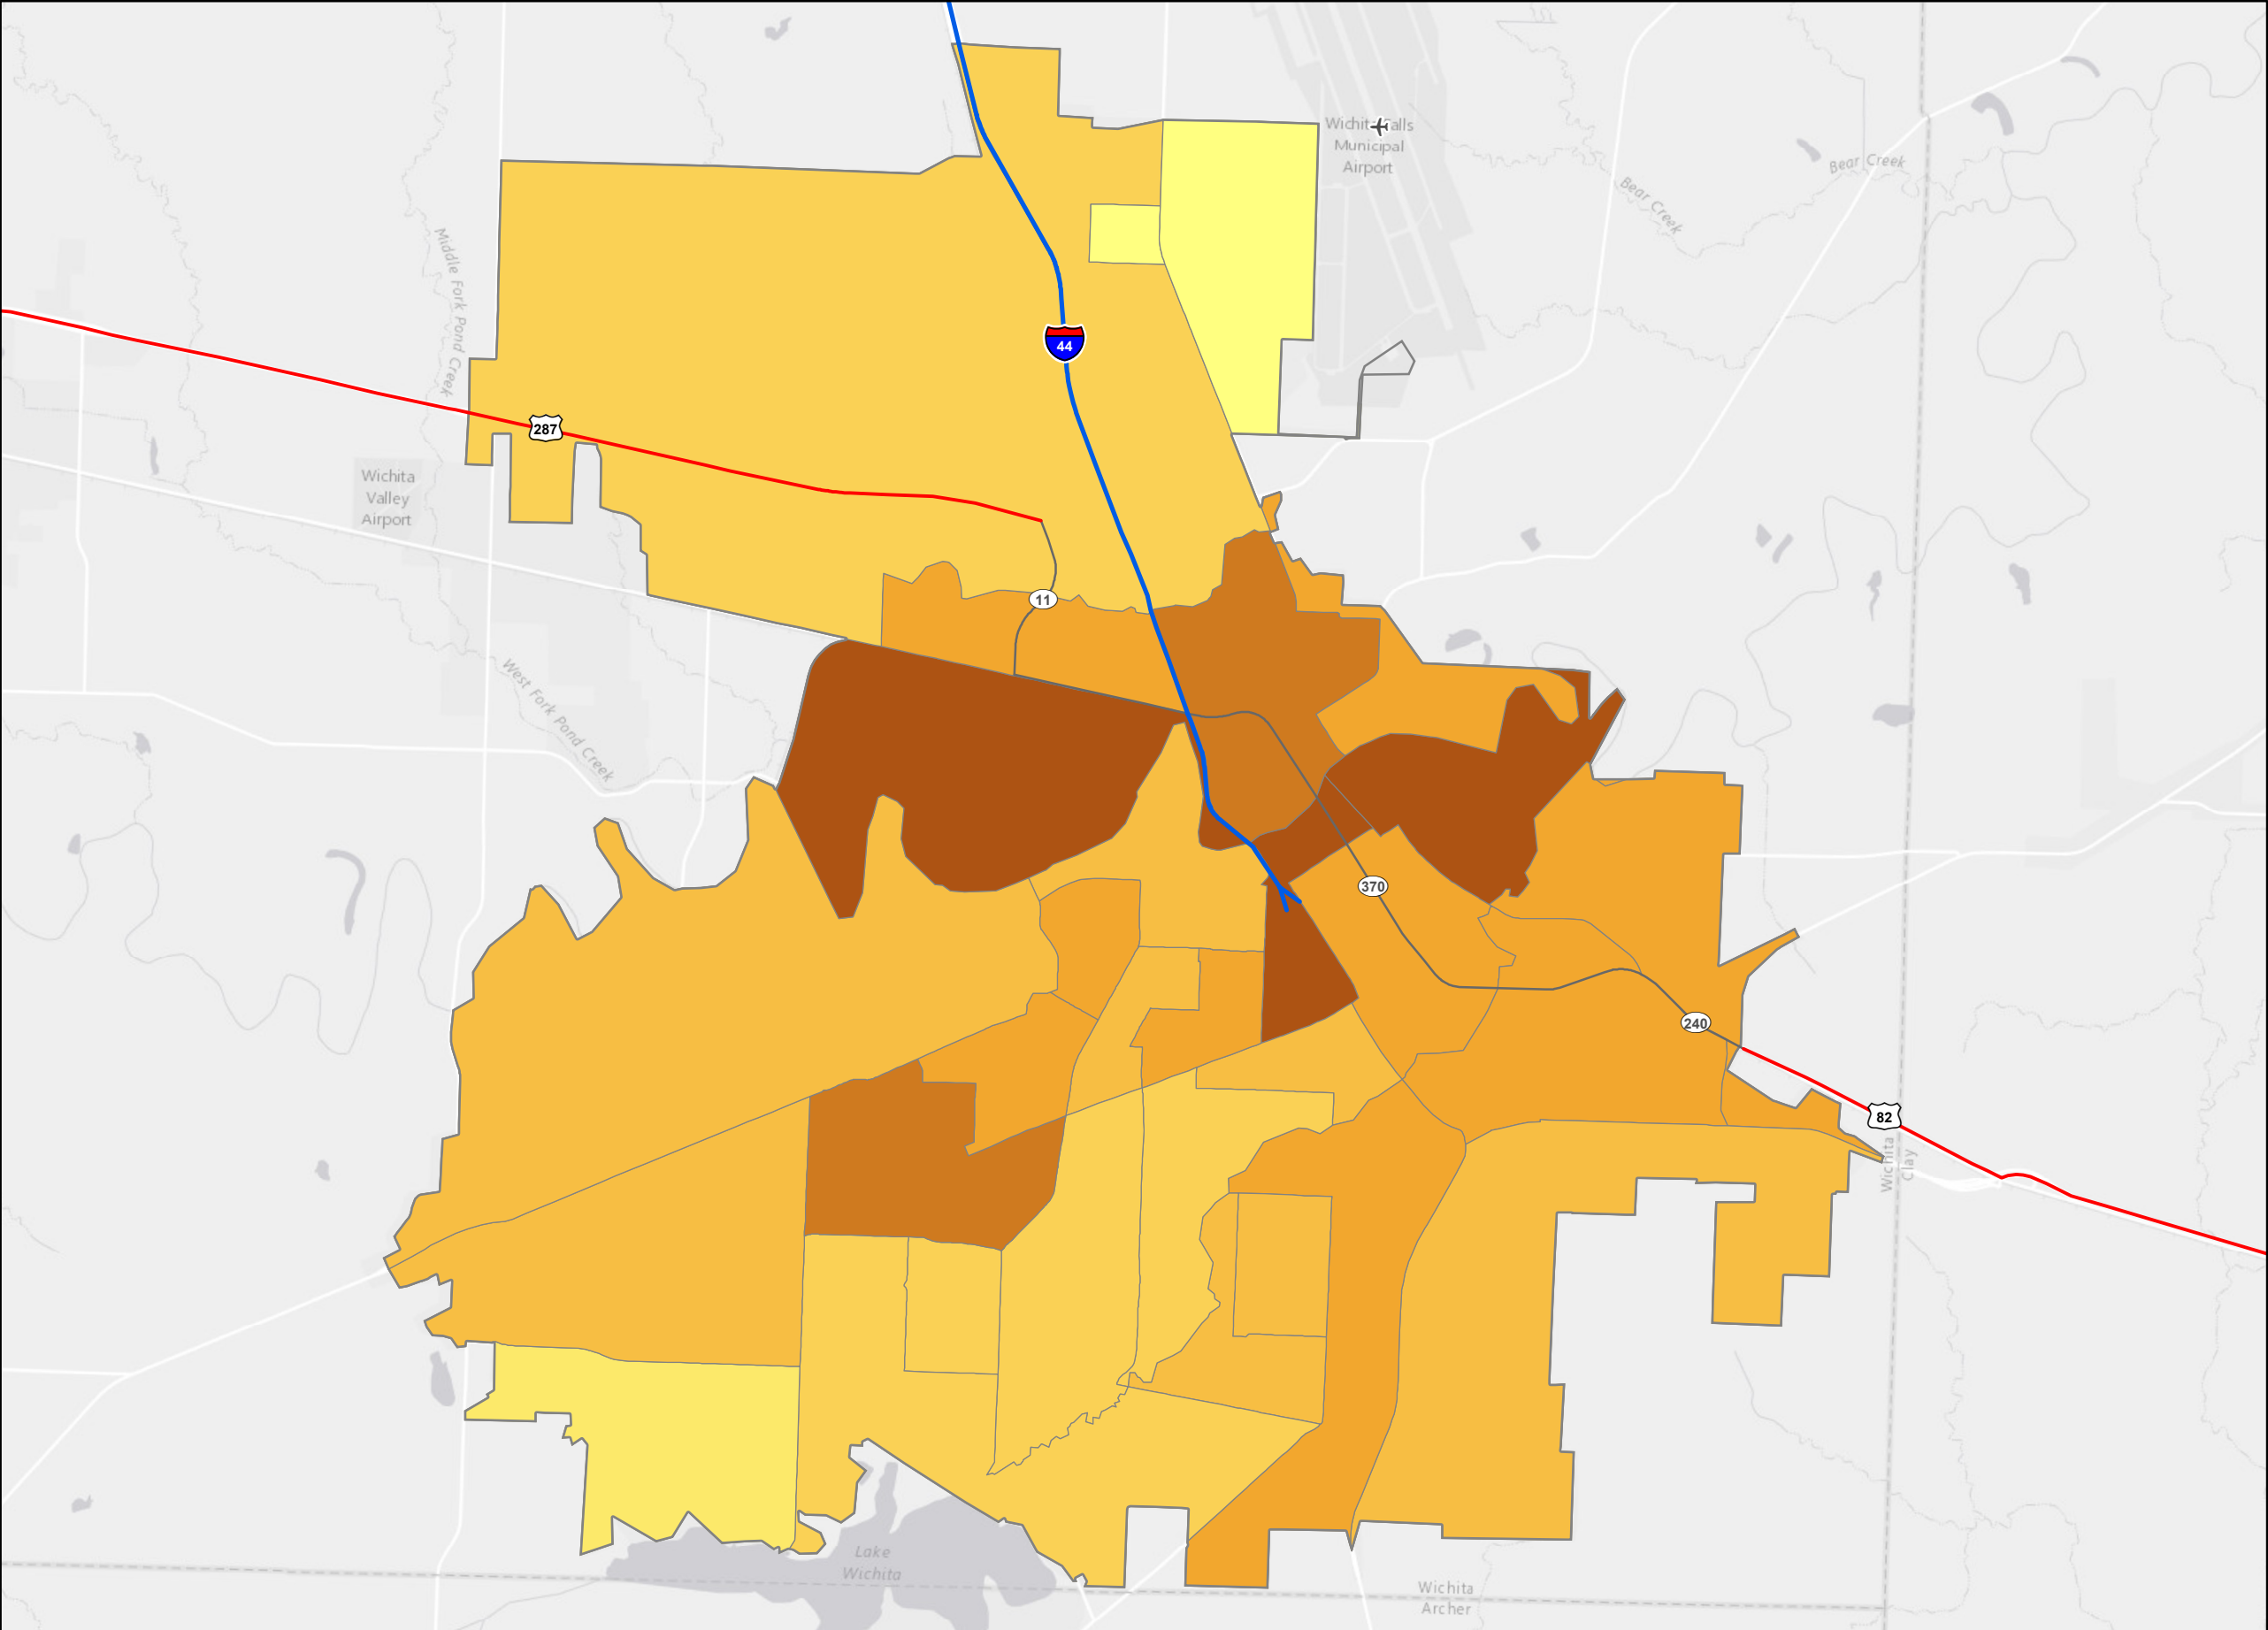 Wichita Falls
Municipal
Airport
Bear Creek
Bear Creek
Middle Fork Pond Creek
44
287
Wichita
Valley
Airport
11
West Fork Pond Creek
370
240
82
Wichita
Clay
Lake
Wichita
Wichita
Archer